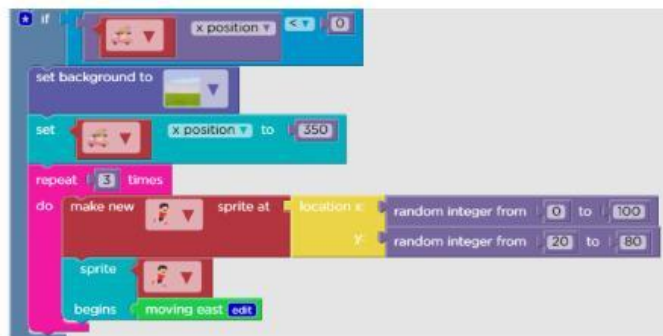 if x position < 0
set background to
set x position to 350
repeat 3 times
do make new sprite at location x: random integer from 0 to 100
y: random integer from 20 to 80
sprite
begins moving east edit